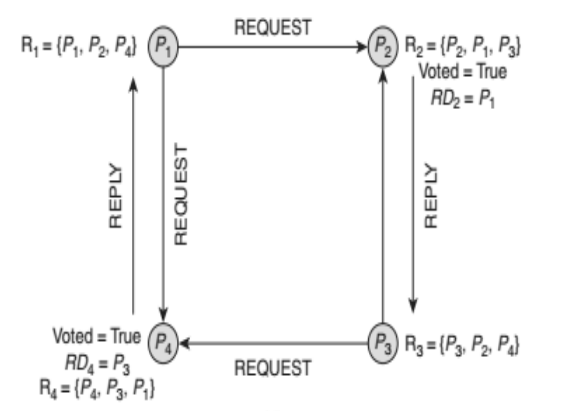 REQUEST
R₁ = {P₁, P₂, P₄} P₁
P₂ R₂ = {P₂, P₁, P₃}
Voted = True
RD₂ = P₁
REPLY
REQUEST
REPLY
Voted = True
RD₄ = P₃
R₄ = {P₄, P₃, P₁}
P₄
P₃ R₃ = {P₃, P₂, P₄}
REQUEST